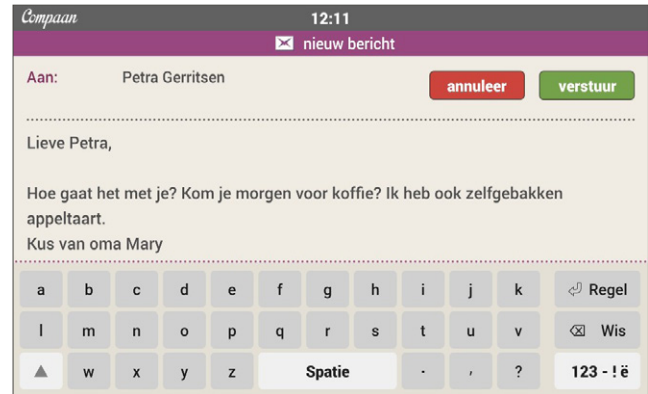 Compaan 12:11
nieuw bericht
Aan: Petra Gerritsen annuleer verstuur
Lieve Petra,
Hoe gaat het met je? Kom je morgen voor koffie? Ik heb ook zelfgebakken
appeltaart.
Kus van oma Mary
a b c d e f g h i j k Regel
l m n o p q r s t u v Wis
w x y z Spatie . , ? 123 - ! ë